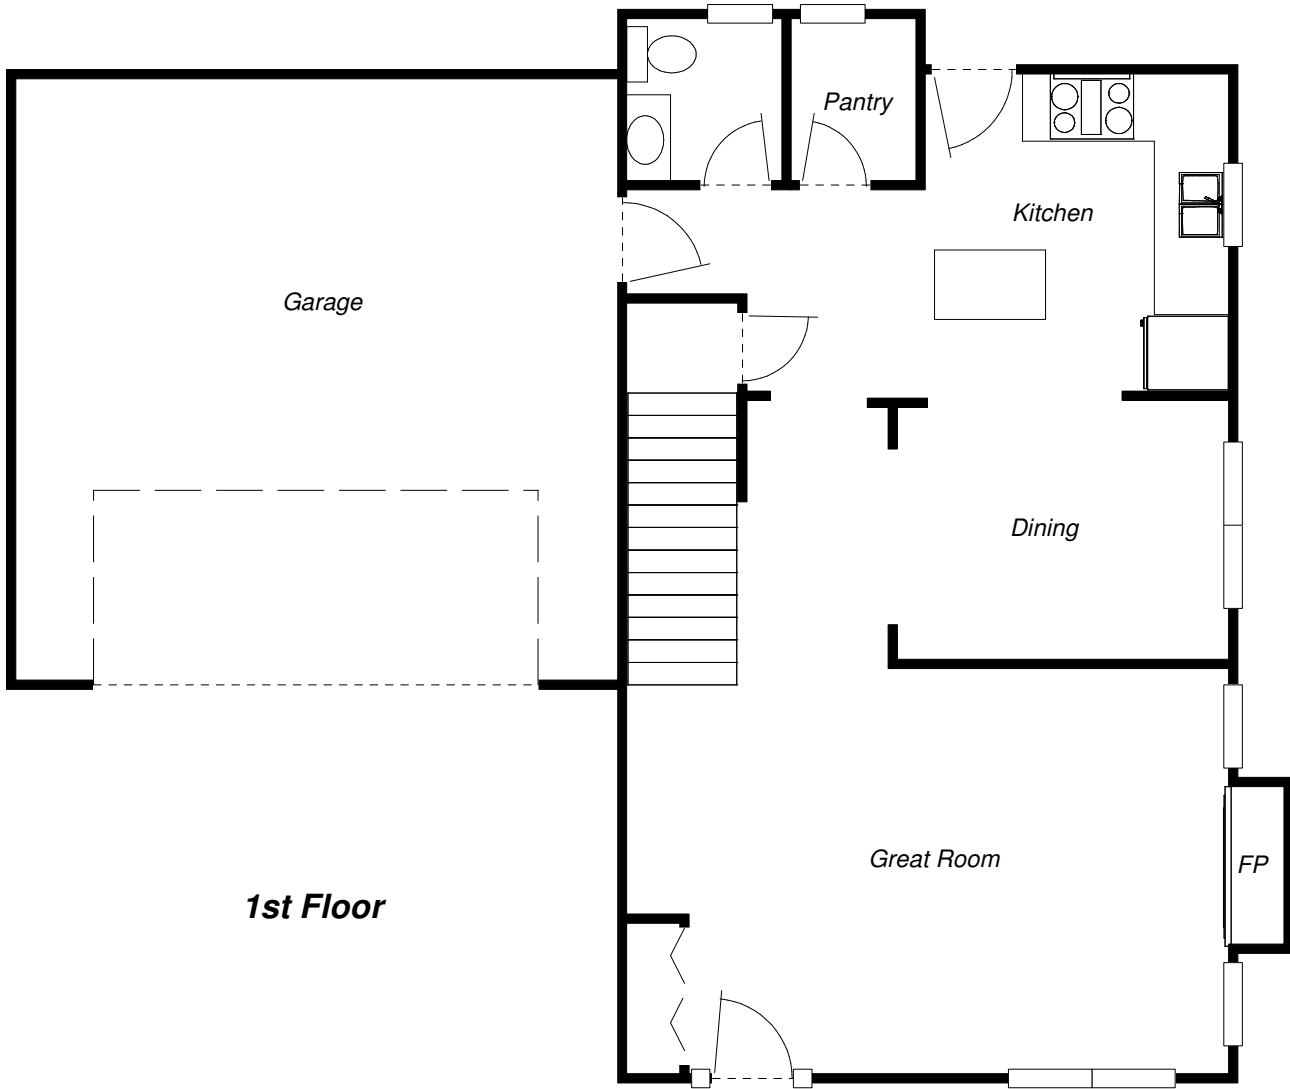 Pantry
Kitchen
Garage
Dining
Great Room
FP
1st Floor